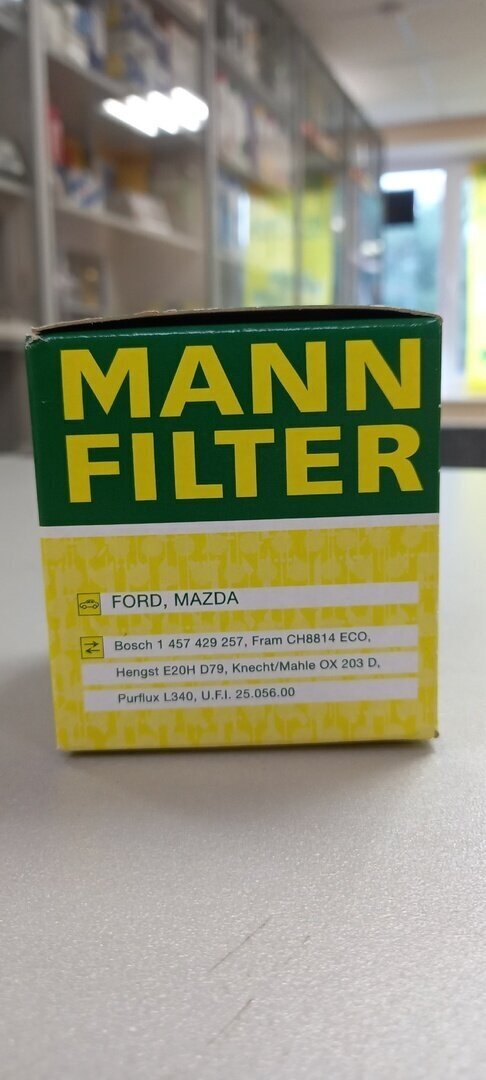 MANN
FILTER
FORD, MAZDA
Bosch 1 457 429 257, Fram CH8814 ECO,
Hengst E20H D79, Knecht/Mahle OX 203 D,
Purflux L340, U.F.I. 25.056.00